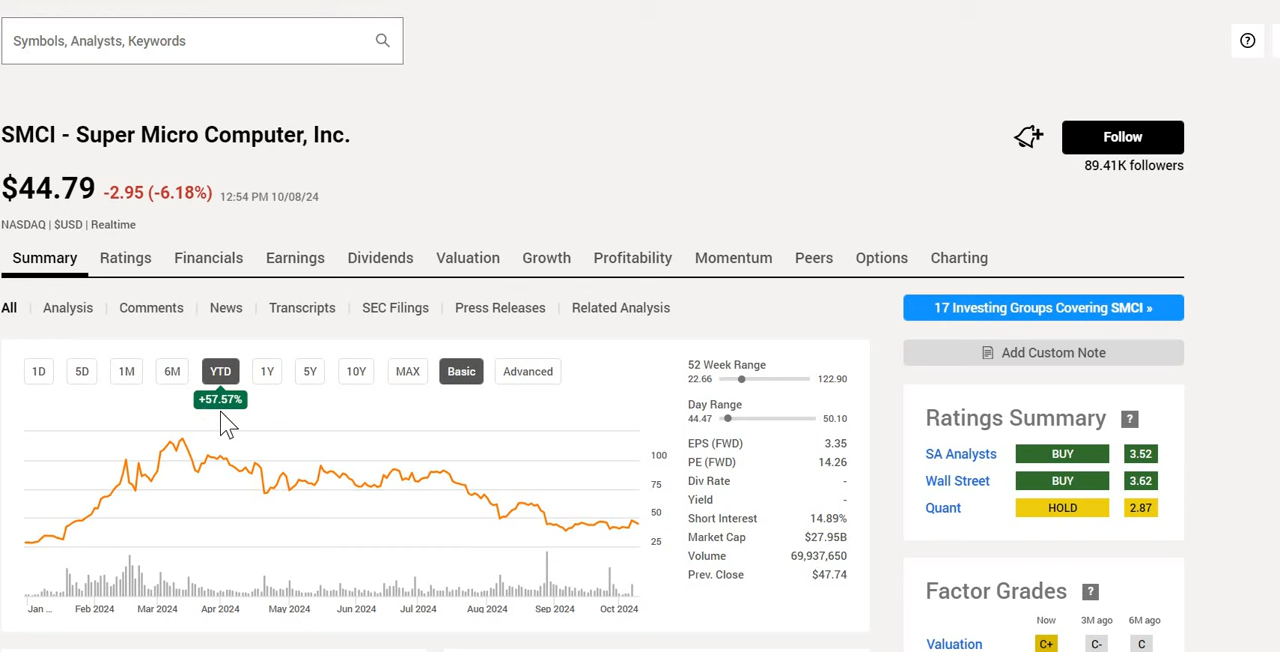 Symbols, Analysts, Keywords
?
SMCI - Super Micro Computer, Inc.
Follow
89.41K followers
$44.79 -2.95 (-6.18%) 12:54 PM 10/08/24
NASDAQ | $USD | Realtime
Summary Ratings Financials Earnings Dividends Valuation Growth Profitability Momentum Peers Options Charting
All | Analysis | Comments | News | Transcripts | SEC Filings | Press Releases | Related Analysis
17 Investing Groups Covering SMCI »
Add Custom Note
1D 5D 1M 6M YTD 1Y 5Y 10Y MAX Basic Advanced
+57.57%
100
75
50
25
Jan ... Feb 2024 Mar 2024 Apr 2024 May 2024 Jun 2024 Jul 2024 Aug 2024 Sep 2024 Oct 2024
52 Week Range
22.66 122.90
Day Range
44.47 50.10
EPS (FWD) 3.35
PE (FWD) 14.26
Div Rate -
Yield -
Short Interest 14.89%
Market Cap $27.95B
Volume 69,937,650
Prev. Close $47.74
Ratings Summary ?
SA Analysts BUY 3.52
Wall Street BUY 3.62
Quant HOLD 2.87
Factor Grades ?
Now 3M ago 6M ago
Valuation C+ C- C